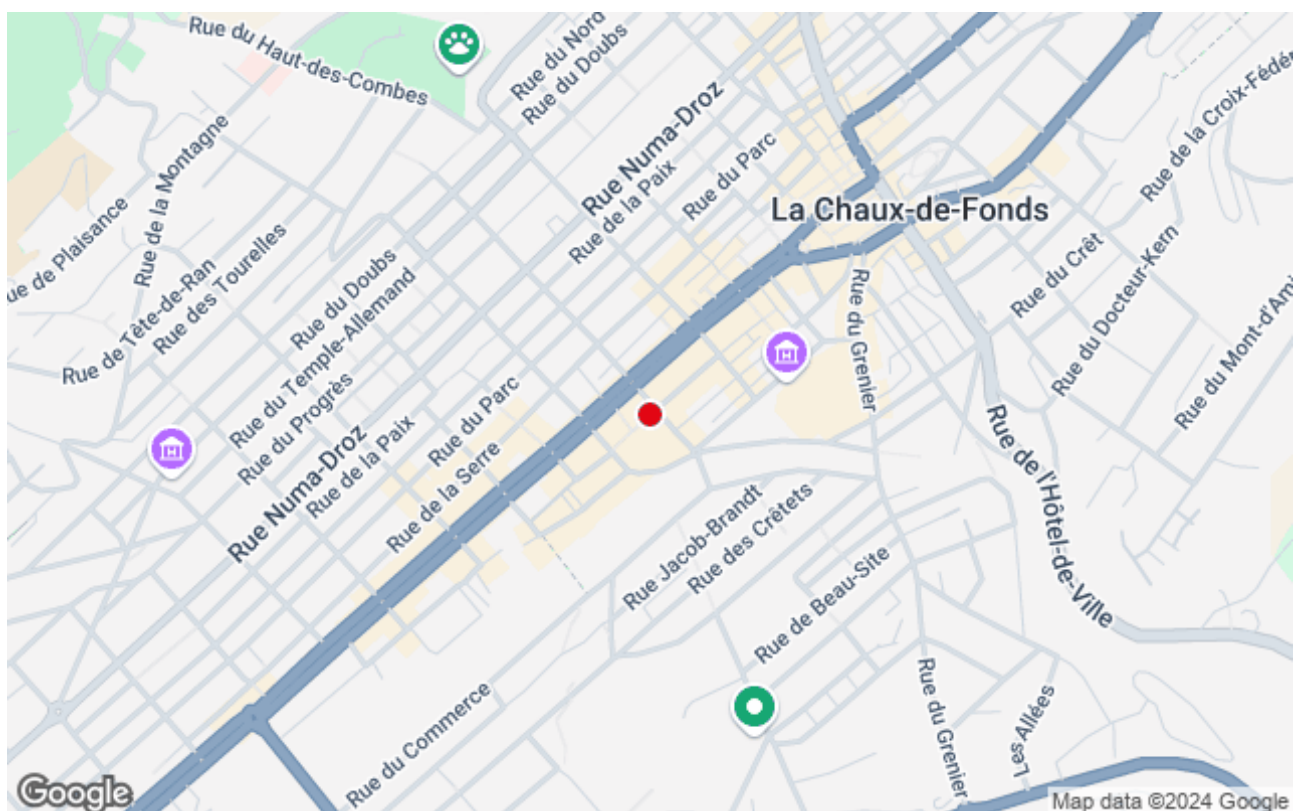 Rue du Haut-des-Combes
Rue du Nord
Rue du Doubs
Rue Numa-Droz
Rue de la Paix
Rue du Parc
Rue de la Croix-Fédér
La Chaux-de-Fonds
Rue de la Montagne
ue de Plaisance
Rue de Tête-de-Ran
Rue des Tourelles
Rue du Doubs
Rue du Temple-Allemand
Rue du Progrès
Rue Numa-Droz
Rue de la Paix
Rue du Parc
Rue de la Serre
Rue du Grenier
Rue du Crêt
Rue du Docteur-Kern
Rue du Mont-d'Ami
Rue de l'Hôtel-de-Ville
Rue Jacob-Brandt
Rue des Crêtets
Rue de Beau-Site
Rue du Commerce
Rue du Grenier
Les Allées
Google
Map data ©2024 Google